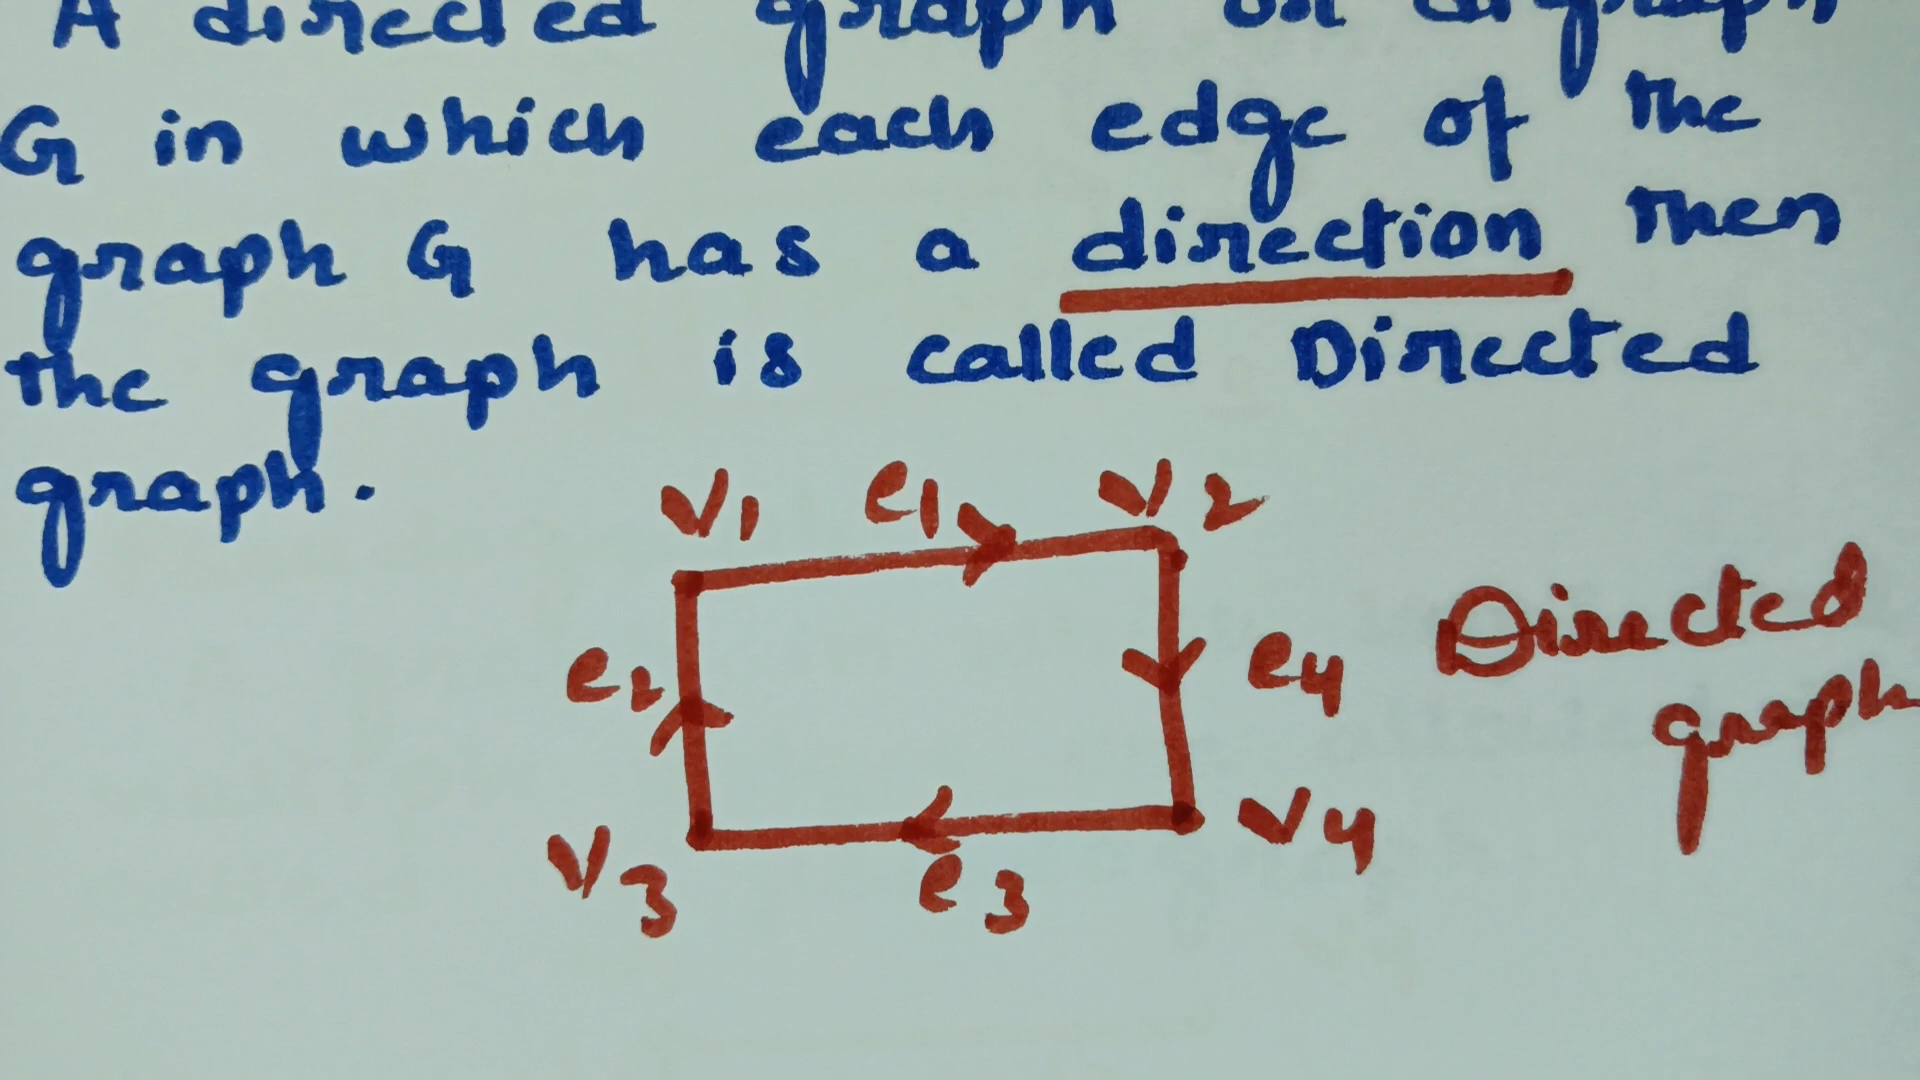 A directed graph or digraph
G in which each edge of the
graph G has a direction then
the graph is called Directed
graph.
V1 e1 V2
e2 e4 Directed
graph
V3 e3 V4